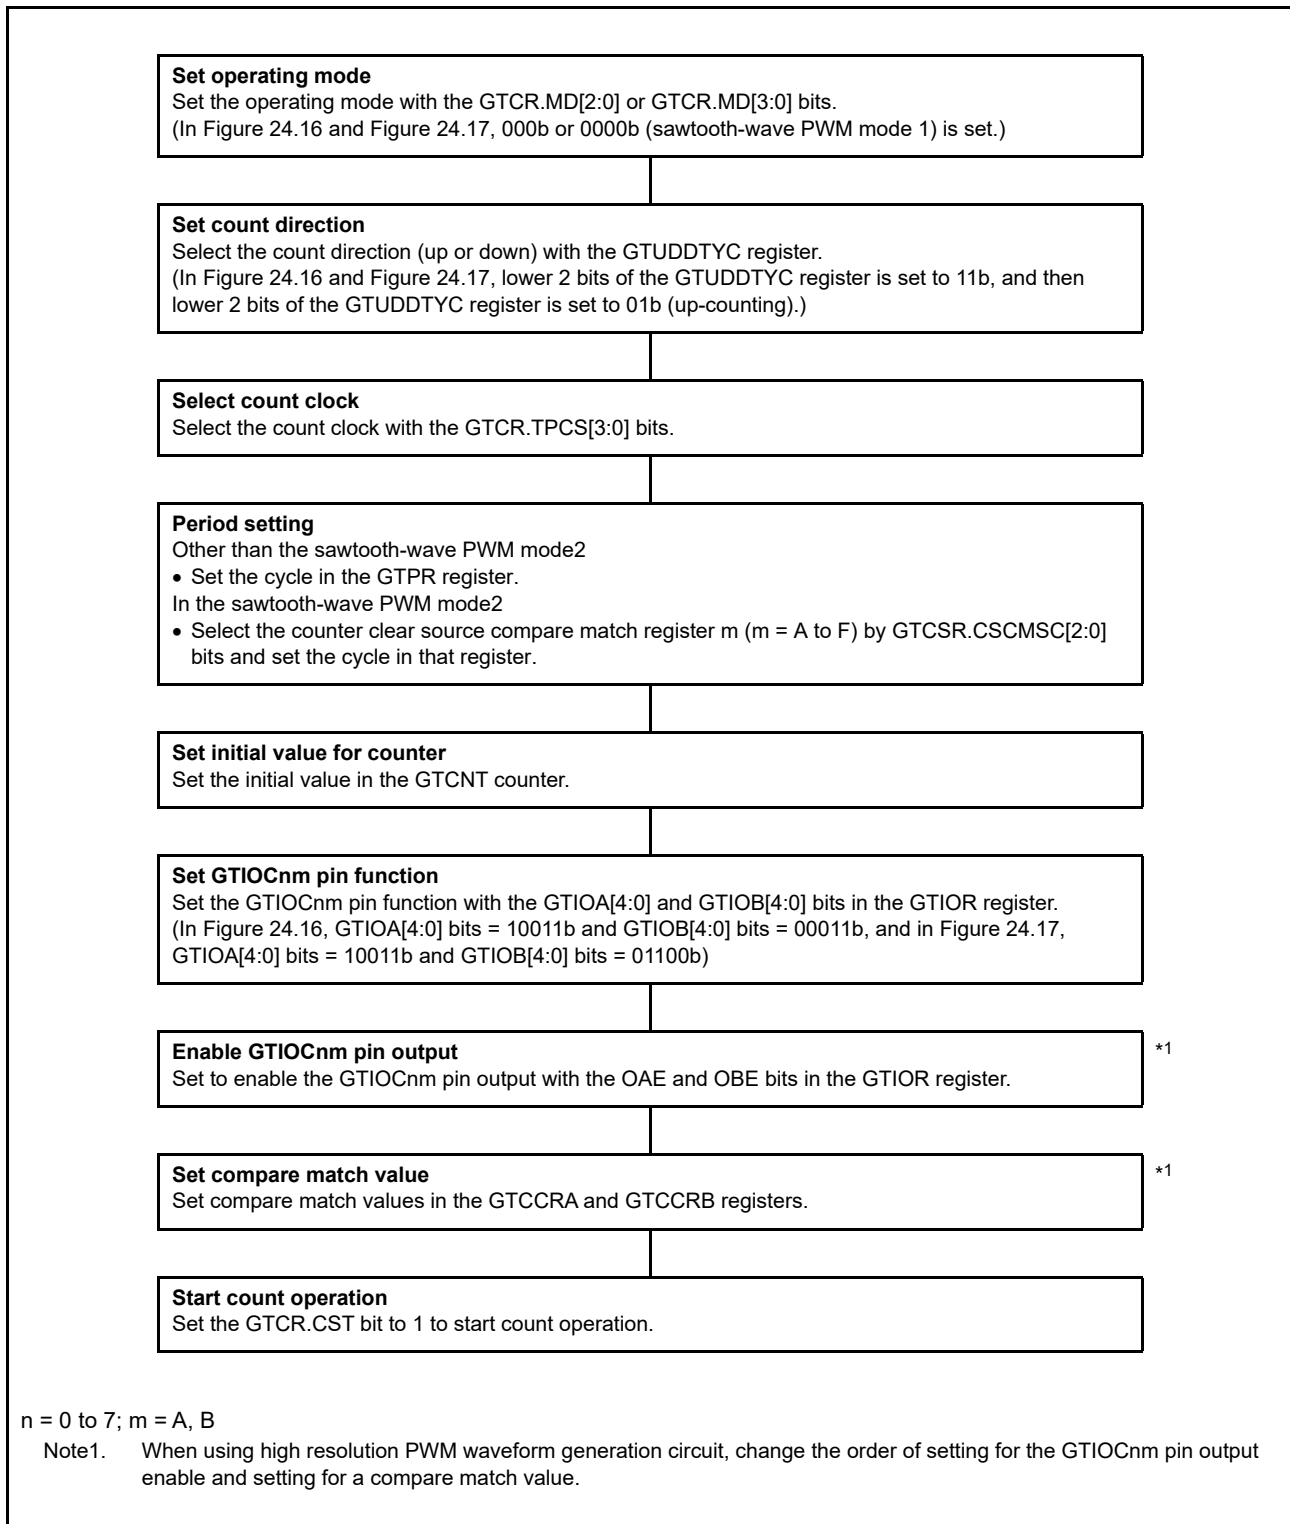 Set operating mode
Set the operating mode with the GTCR.MD[2:0] or GTCR.MD[3:0] bits.
(In Figure 24.16 and Figure 24.17, 000b or 0000b (sawtooth-wave PWM mode 1) is set.)
Set count direction
Select the count direction (up or down) with the GTUDDTYC register.
(In Figure 24.16 and Figure 24.17, lower 2 bits of the GTUDDTYC register is set to 11b, and then
lower 2 bits of the GTUDDTYC register is set to 01b (up-counting).)
Select count clock
Select the count clock with the GTCR.TPCS[3:0] bits.
Period setting
Other than the sawtooth-wave PWM mode2
• Set the cycle in the GTPR register.
In the sawtooth-wave PWM mode2
• Select the counter clear source compare match register m (m = A to F) by GTCSR.CSCMSC[2:0]
bits and set the cycle in that register.
Set initial value for counter
Set the initial value in the GTCNT counter.
Set GTIOCnm pin function
Set the GTIOCnm pin function with the GTIOA[4:0] and GTIOB[4:0] bits in the GTIOR register.
(In Figure 24.16, GTIOA[4:0] bits = 10011b and GTIOB[4:0] bits = 00011b, and in Figure 24.17,
GTIOA[4:0] bits = 10011b and GTIOB[4:0] bits = 01100b)
Enable GTIOCnm pin output *1
Set to enable the GTIOCnm pin output with the OAE and OBE bits in the GTIOR register.
Set compare match value *1
Set compare match values in the GTCCRA and GTCCRB registers.
Start count operation
Set the GTCR.CST bit to 1 to start count operation.
n = 0 to 7; m = A, B
Note1. When using high resolution PWM waveform generation circuit, change the order of setting for the GTIOCnm pin output
enable and setting for a compare match value.